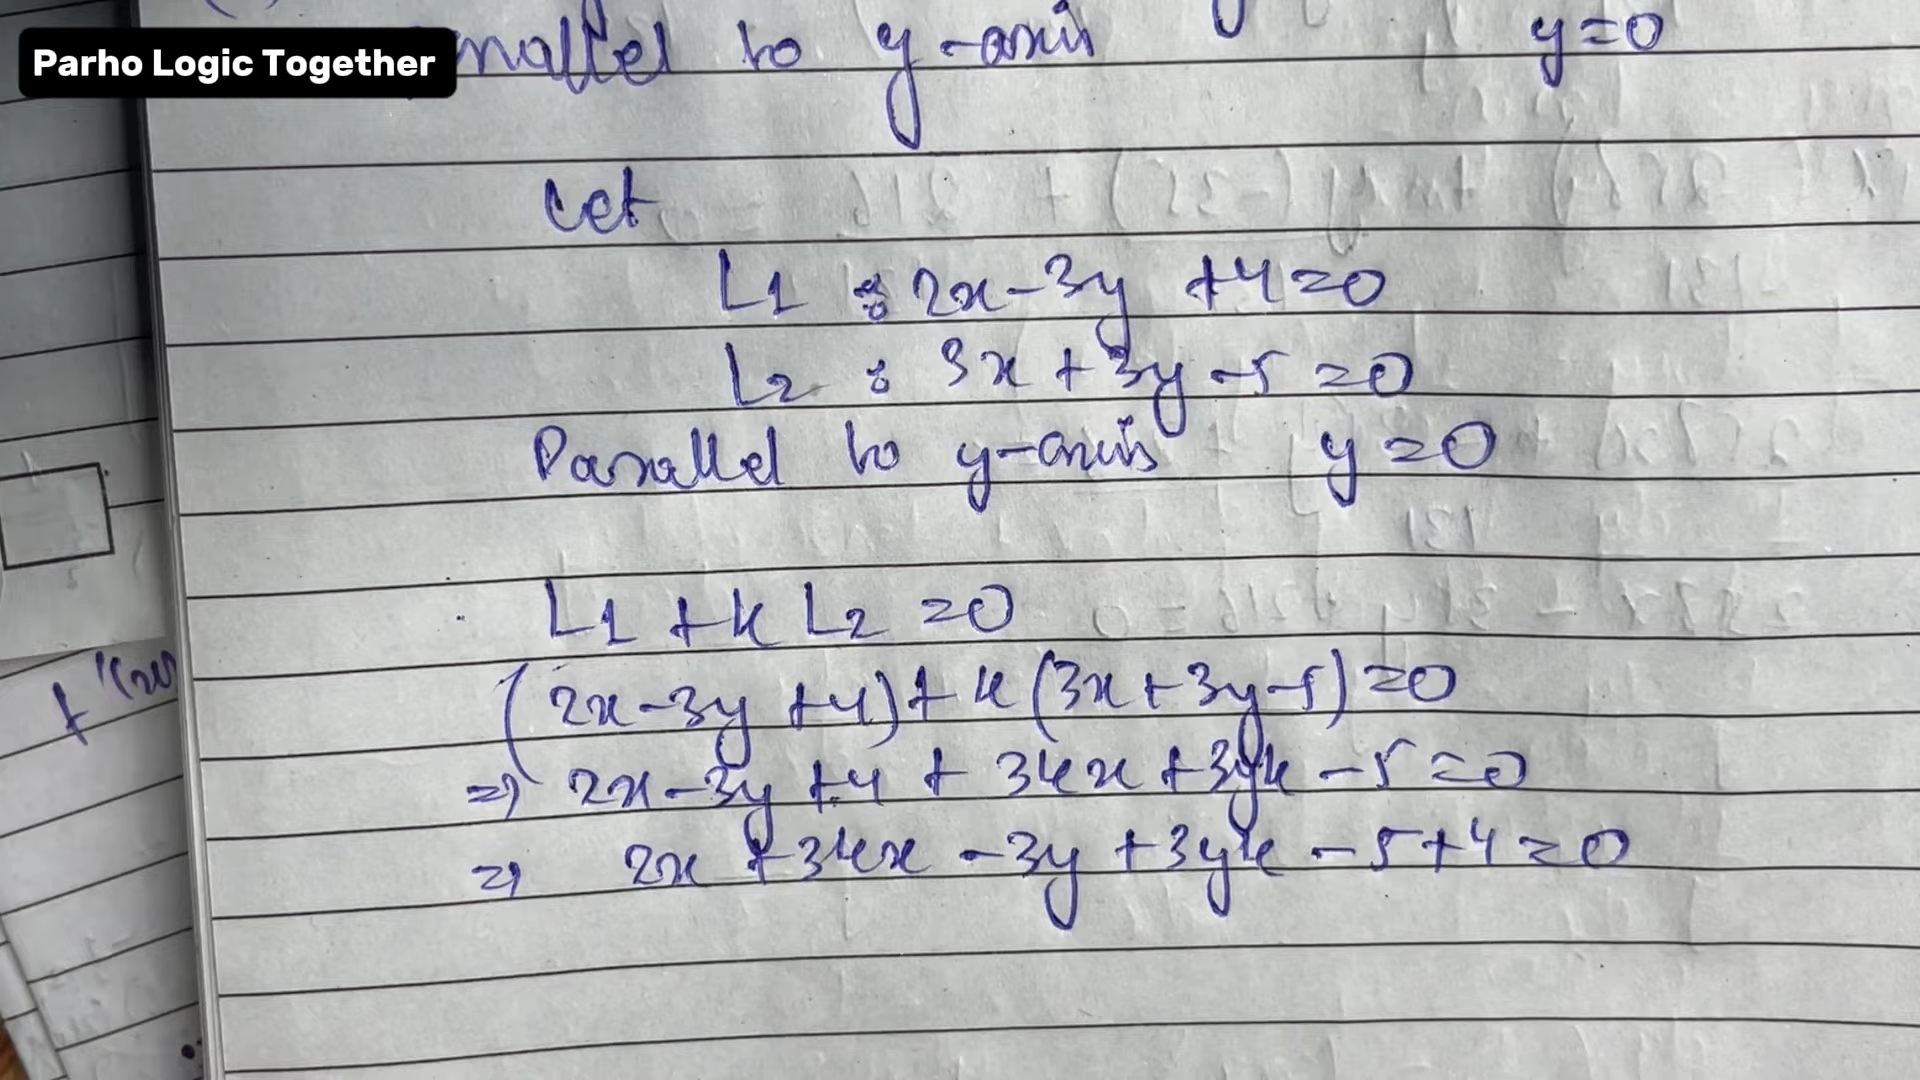 Parho Logic Together
to y-axis y=0
Let
L1 : 2x-3y +4=0
L2 : 3x+3y-5=0
Parallel to y-axis y=0
L1 +k L2 =0
(2x-3y +4)+k(3x+3y-5)=0
=> 2x-3y +4 + 3kx +3yk -5=0
=> 2x +3kx -3y +3yk -5+4=0